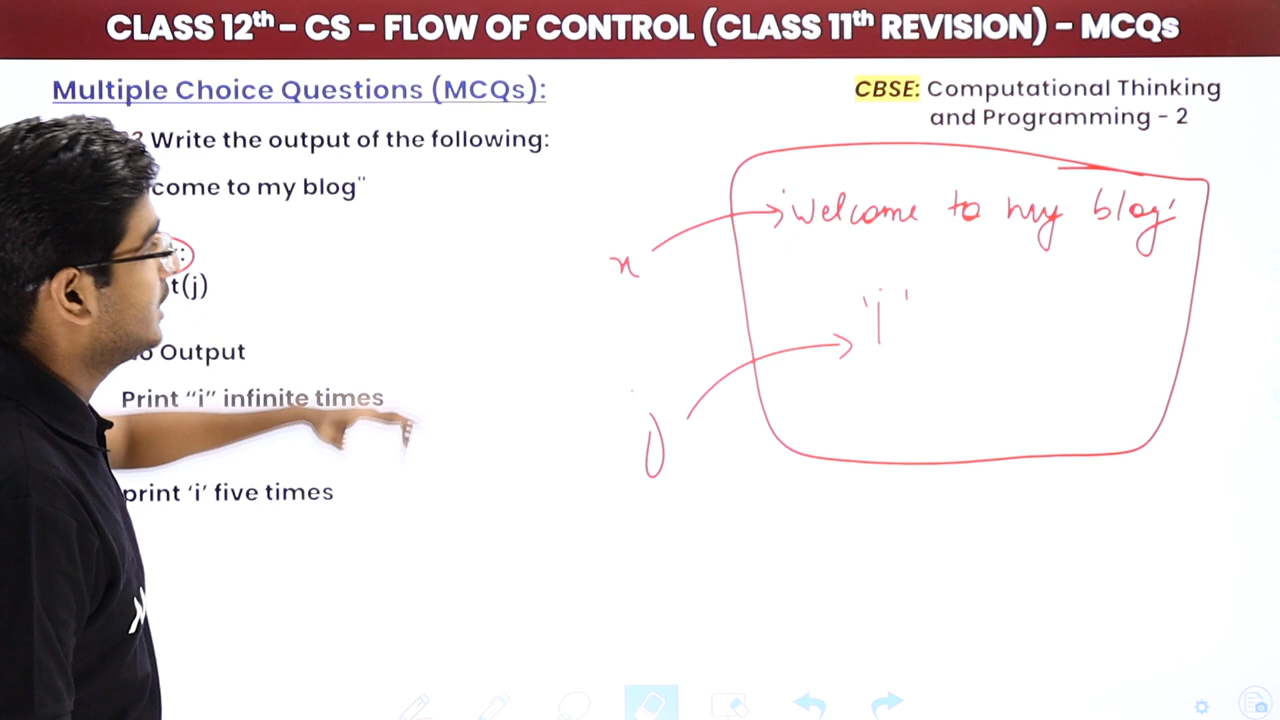 CLASS 12th - CS - FLOW OF CONTROL (CLASS 11th REVISION) - MCQs
Multiple Choice Questions (MCQs):
CBSE: Computational Thinking
and Programming - 2
Write the output of the following:
come to my blog"
t(j)
Output
Print “i” infinite times
print ‘i’ five times
'Welcome to my blog'
x
'i'
j